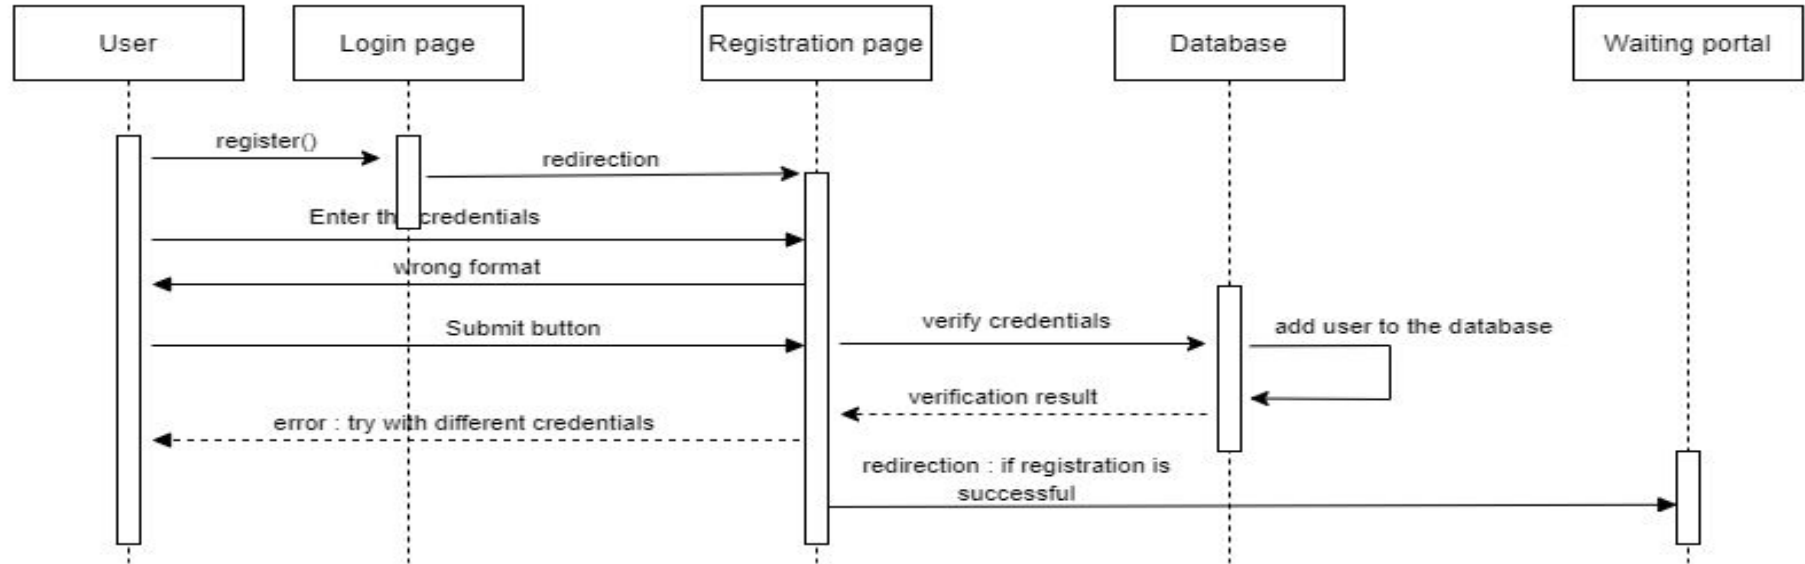 User
Login page
Registration page
Database
Waiting portal
register()
redirection
Enter the credentials
wrong format
Submit button
verify credentials
add user to the database
verification result
error : try with different credentials
redirection : if registration is
successful